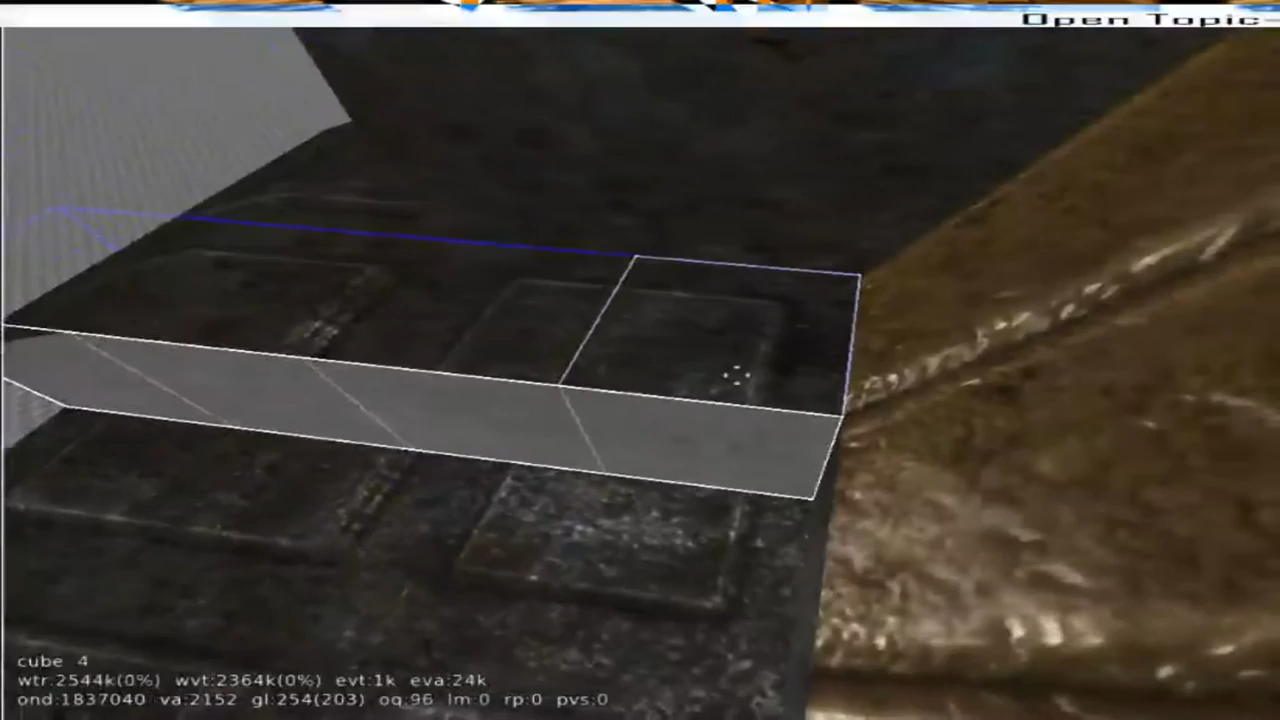 Open Topic-
cube 4
wtr:2544k(0%) wvt:2364k(0%) evt:1k eva:24k
ond:1837040 va:2152 gl:254(203) oq:96 lm:0 rp:0 pvs:0